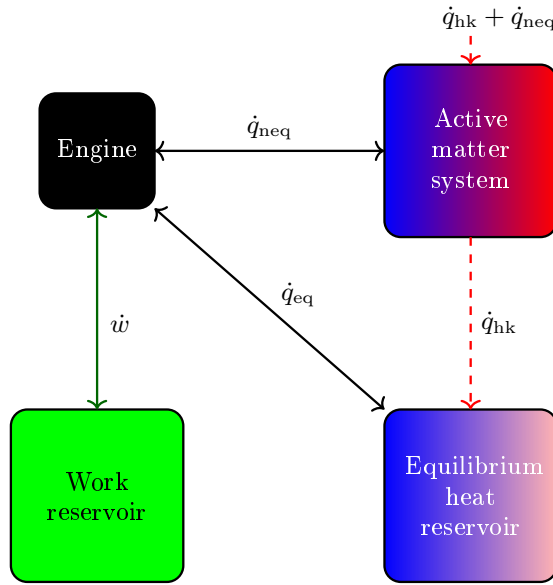 q̇hk + q̇neq
Engine
q̇neq
Active
matter
system
q̇eq
ẇ
q̇hk
Work
reservoir
Equilibrium
heat
reservoir